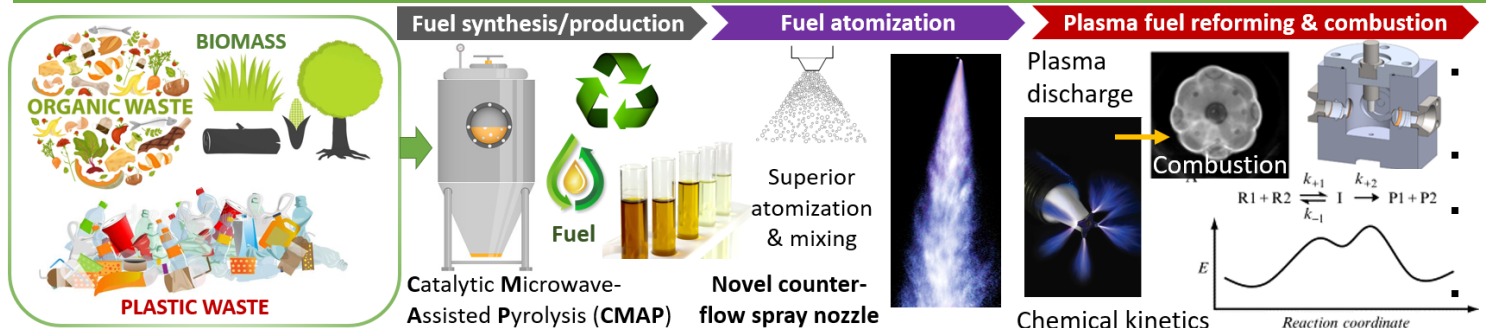 Fuel synthesis/production
Fuel atomization
Plasma fuel reforming & combustion
BIOMASS
ORGANIC WASTE
PLASTIC WASTE
Fuel
Catalytic Microwave-
Assisted Pyrolysis (CMAP)
Superior
atomization
& mixing
Novel counter-
flow spray nozzle
Plasma
discharge
Combustion
k+1 k+2
R1 + R2 ⇌ I → P1 + P2
k−1
E
Reaction coordinate
Chemical kinetics